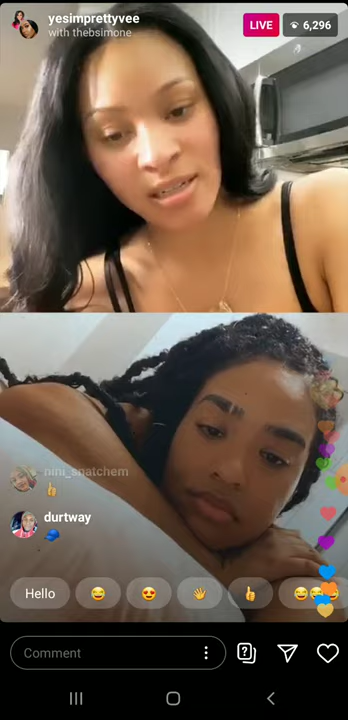 yesimprettyvee
with thebsimone
LIVE
6,296
nini_snatchem
durtway
Hello
Comment